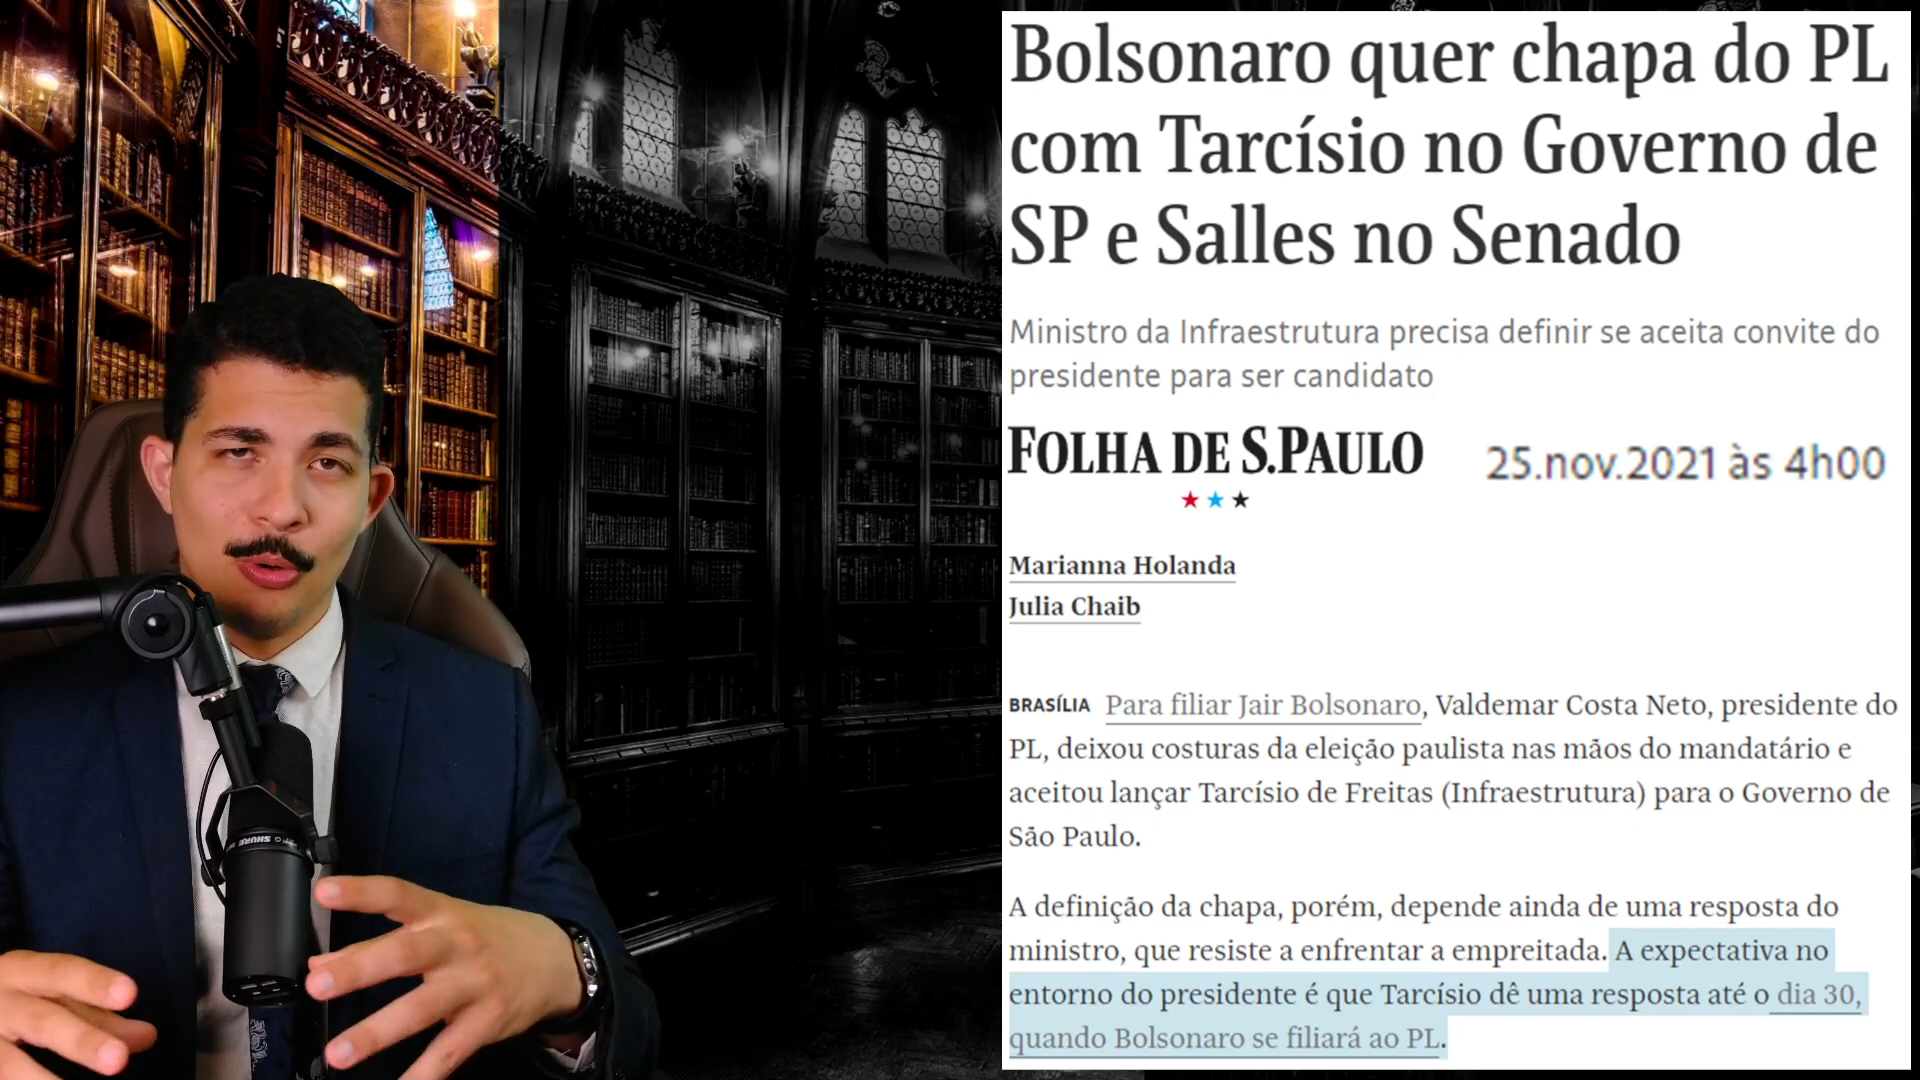 Bolsonaro quer chapa do PL
com Tarcísio no Governo de
SP e Salles no Senado
Ministro da Infraestrutura precisa definir se aceita convite do
presidente para ser candidato
FOLHA DE S.PAULO
25.nov.2021 às 4h00
Marianna Holanda
Julia Chaib
BRASÍLIA Para filiar Jair Bolsonaro, Valdemar Costa Neto, presidente do
PL, deixou costuras da eleição paulista nas mãos do mandatário e
aceitou lançar Tarcísio de Freitas (Infraestrutura) para o Governo de
São Paulo.
A definição da chapa, porém, depende ainda de uma resposta do
ministro, que resiste a enfrentar a empreitada. A expectativa no
entorno do presidente é que Tarcísio dê uma resposta até o dia 30,
quando Bolsonaro se filiará ao PL.
SHURE